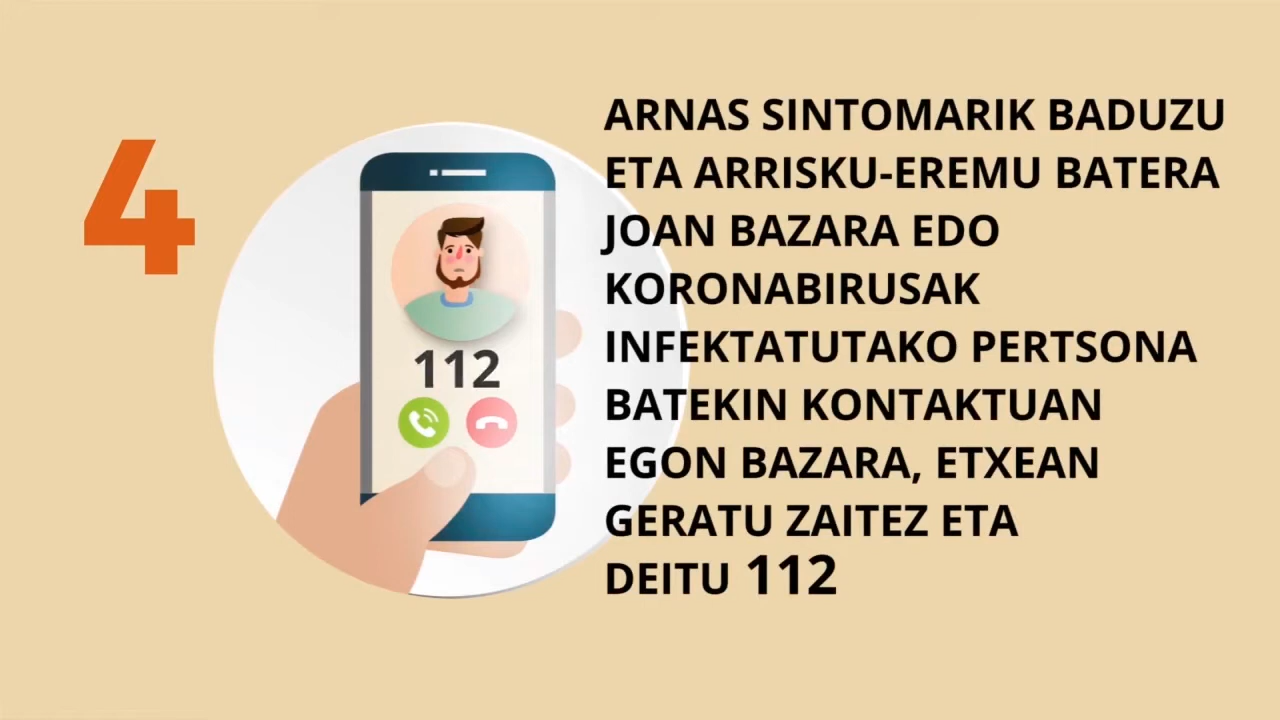 4
112
ARNAS SINTOMARIK BADUZU
ETA ARRISKU-EREMU BATERA
JOAN BAZARA EDO
KORONABIRUSAK
INFEKTATUTAKO PERTSONA
BATEKIN KONTAKTUAN
EGON BAZARA, ETXEAN
GERATU ZAITEZ ETA
DEITU 112